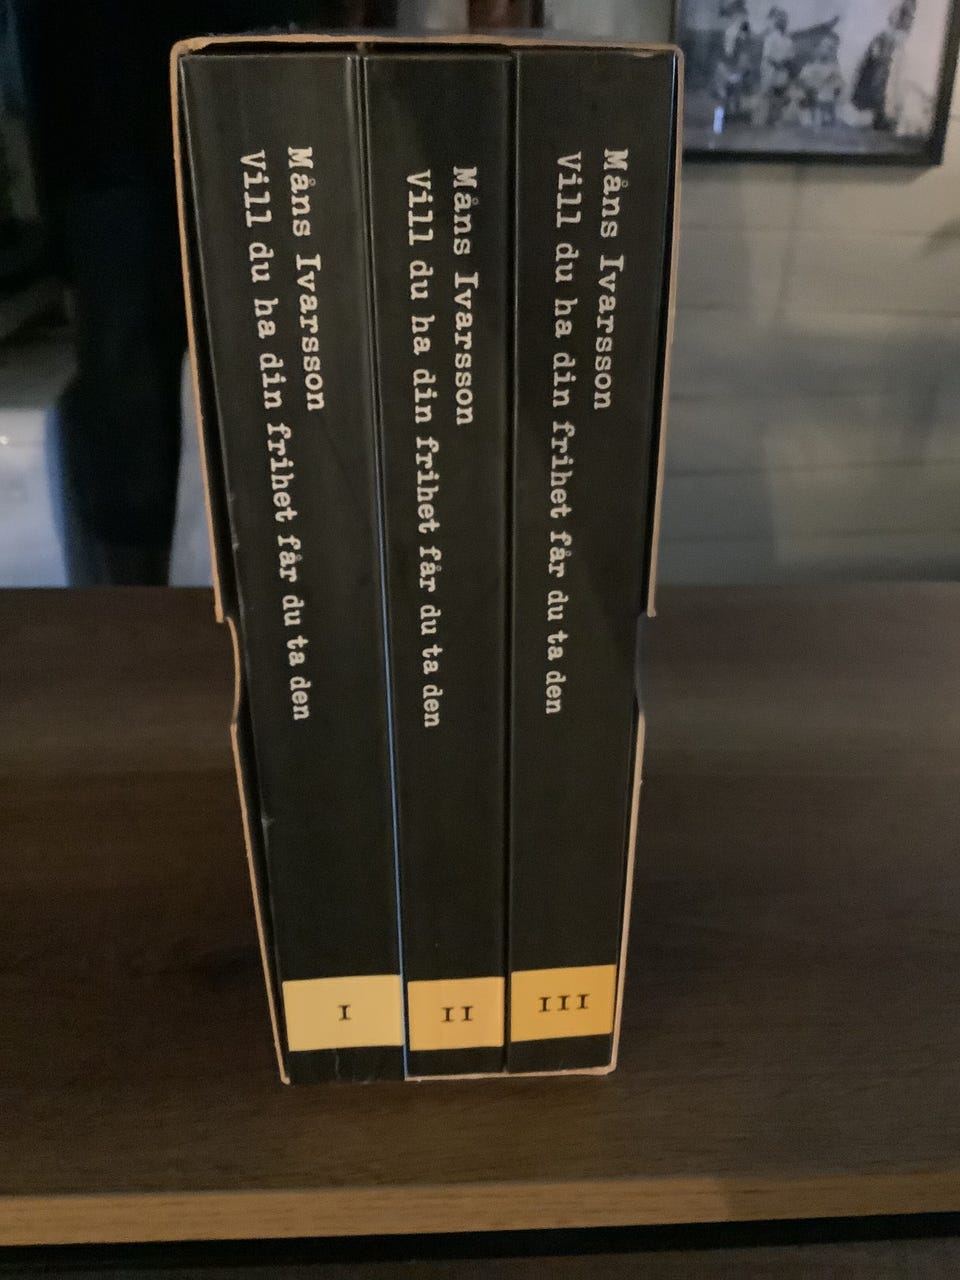 Måns Ivarsson
Vill du ha din frihet får du ta den
I
Måns Ivarsson
Vill du ha din frihet får du ta den
II
Måns Ivarsson
Vill du ha din frihet får du ta den
III